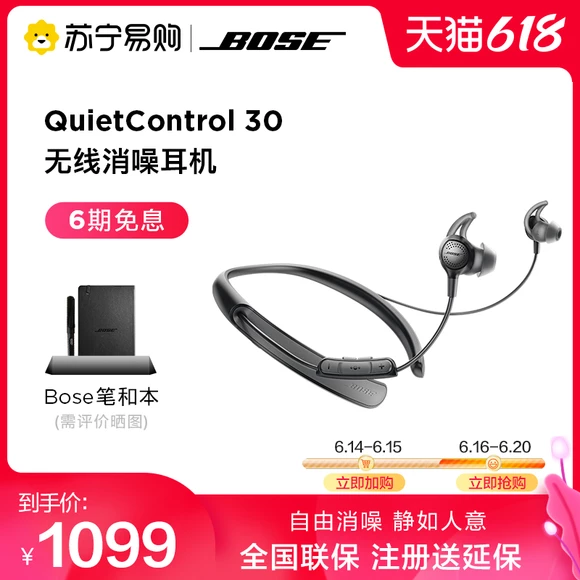 苏宁易购 BOSE
天猫618
QuietControl 30
无线消噪耳机
6期免息
BOSE
BOSE
BOSE
Bose笔和本
(需评价晒图)
6.14-6.15 6.16-6.20
立即加购 立即抢购
到手价:
¥1099
自由消噪 静如人意
全国联保 注册送延保